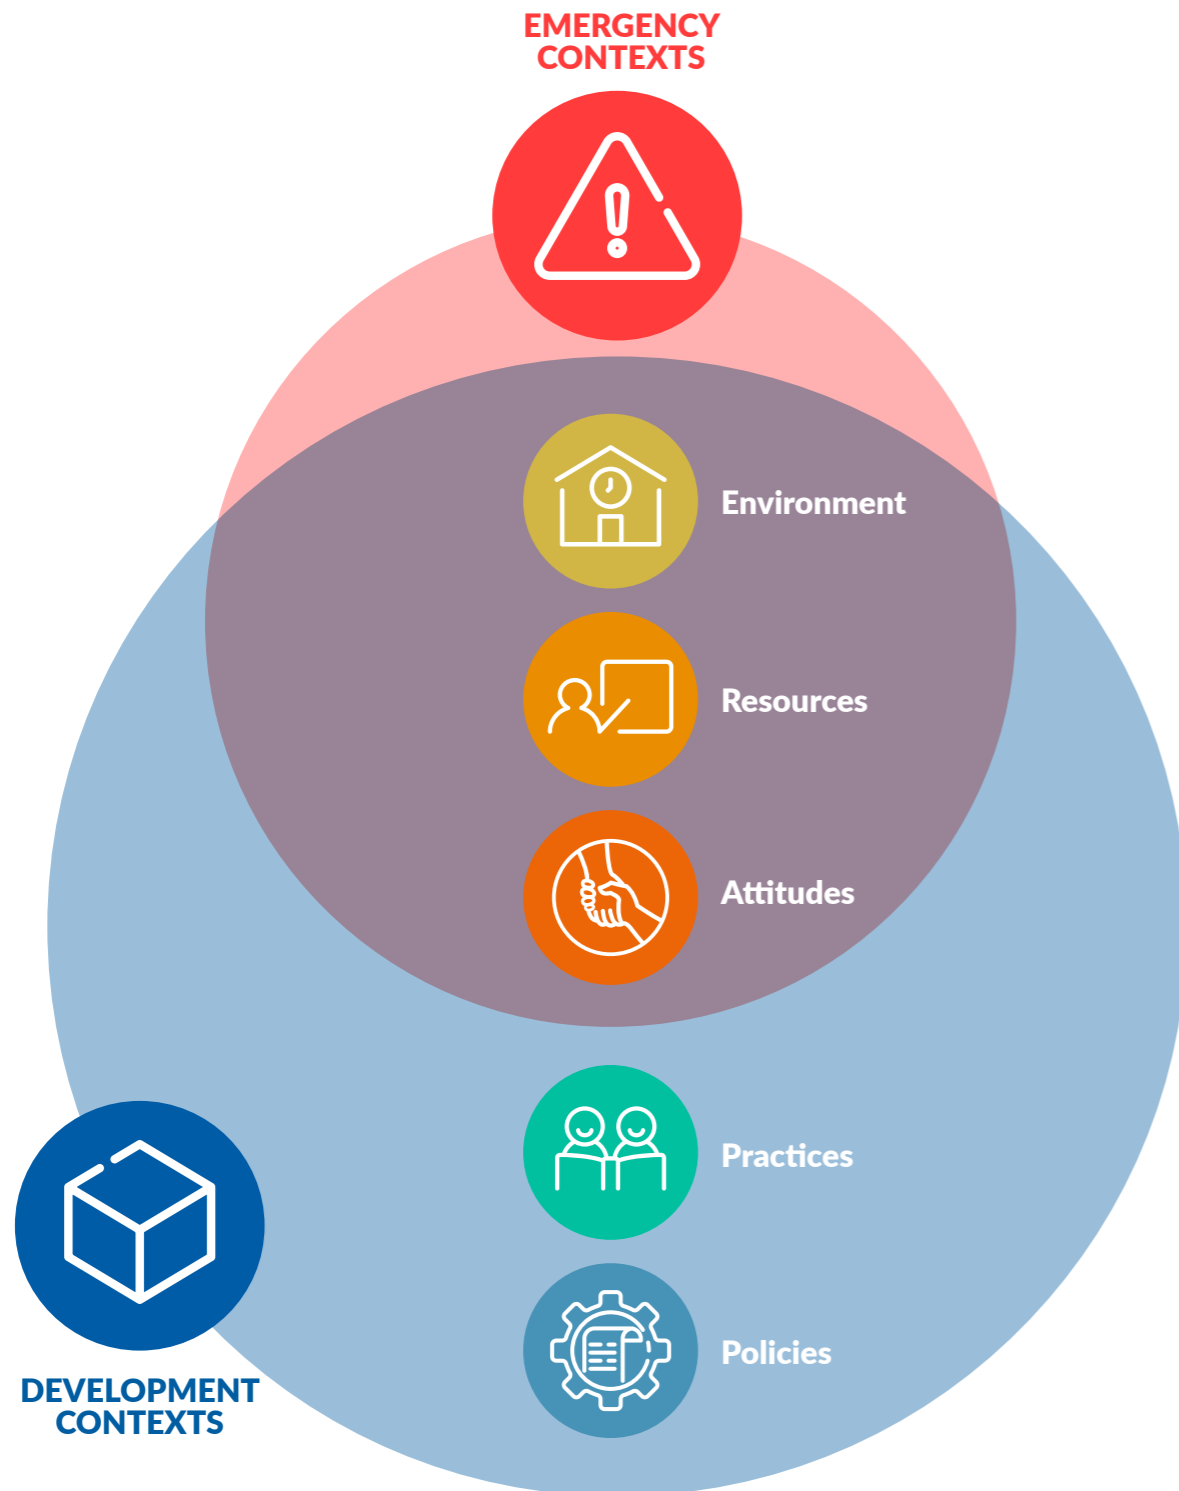 EMERGENCY
CONTEXTS
Environment
Resources
Attitudes
Practices
Policies
DEVELOPMENT
CONTEXTS